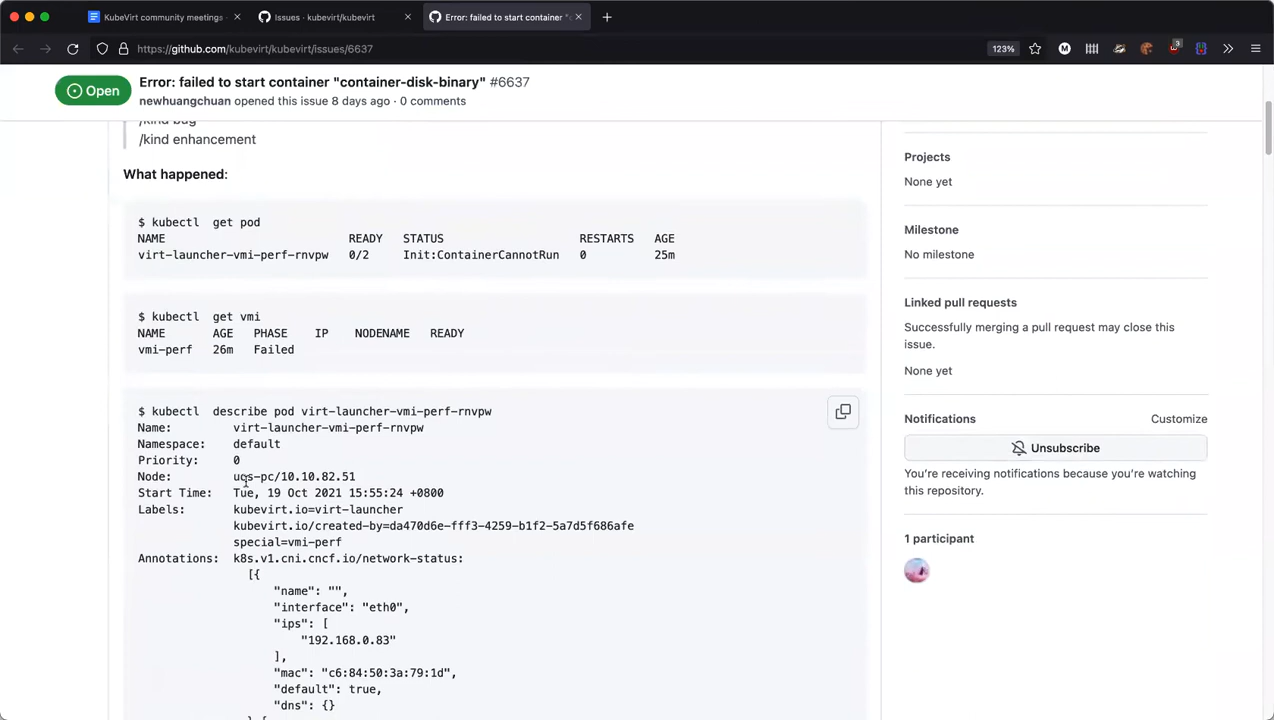 KubeVirt community meetings
Issues · kubevirt/kubevirt
Error: failed to start container "c
https://github.com/kubevirt/kubevirt/issues/6637
123%
3
Open
Error: failed to start container "container-disk-binary" #6637
newhuangchuan opened this issue 8 days ago · 0 comments
/kind bug
/kind enhancement
What happened:
$ kubectl  get pod
NAME                            READY   STATUS                    RESTARTS   AGE
virt-launcher-vmi-perf-rnvpw   0/2     Init:ContainerCannotRun   0          25m
$ kubectl  get vmi
NAME       AGE   PHASE    IP    NODENAME   READY
vmi-perf   26m   Failed
$ kubectl  describe pod virt-launcher-vmi-perf-rnvpw
Name:         virt-launcher-vmi-perf-rnvpw
Namespace:    default
Priority:     0
Node:         ucs-pc/10.10.82.51
Start Time:   Tue, 19 Oct 2021 15:55:24 +0800
Labels:       kubevirt.io=virt-launcher
kubevirt.io/created-by=da470d6e-fff3-4259-b1f2-5a7d5f686afe
special=vmi-perf
Annotations:  k8s.v1.cni.cncf.io/network-status:
[{
"name": "",
"interface": "eth0",
"ips": [
"192.168.0.83"
],
"mac": "c6:84:50:3a:79:1d",
"default": true,
"dns": {}
Projects
None yet
Milestone
No milestone
Linked pull requests
Successfully merging a pull request may close this
issue.
None yet
Notifications
Customize
Unsubscribe
You're receiving notifications because you're watching
this repository.
1 participant